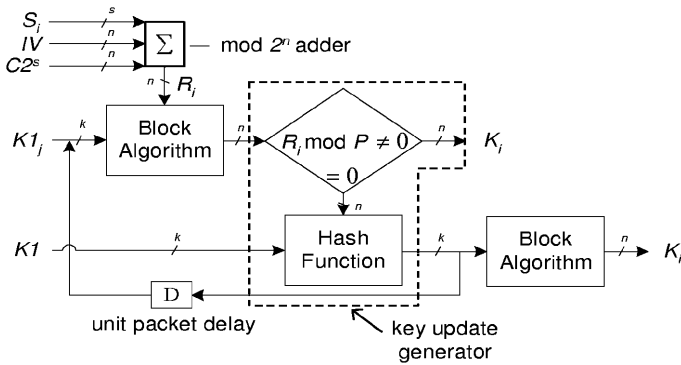 S_i s
IV n
C2^s n
Σ
mod 2^n adder
n R_i
K1_j k
Block
Algorithm
n
R_i mod P ≠ 0
= 0
n
K_i
n
K1
k
Hash
Function
k
Block
Algorithm
n
K_i
D
unit packet delay
key update
generator